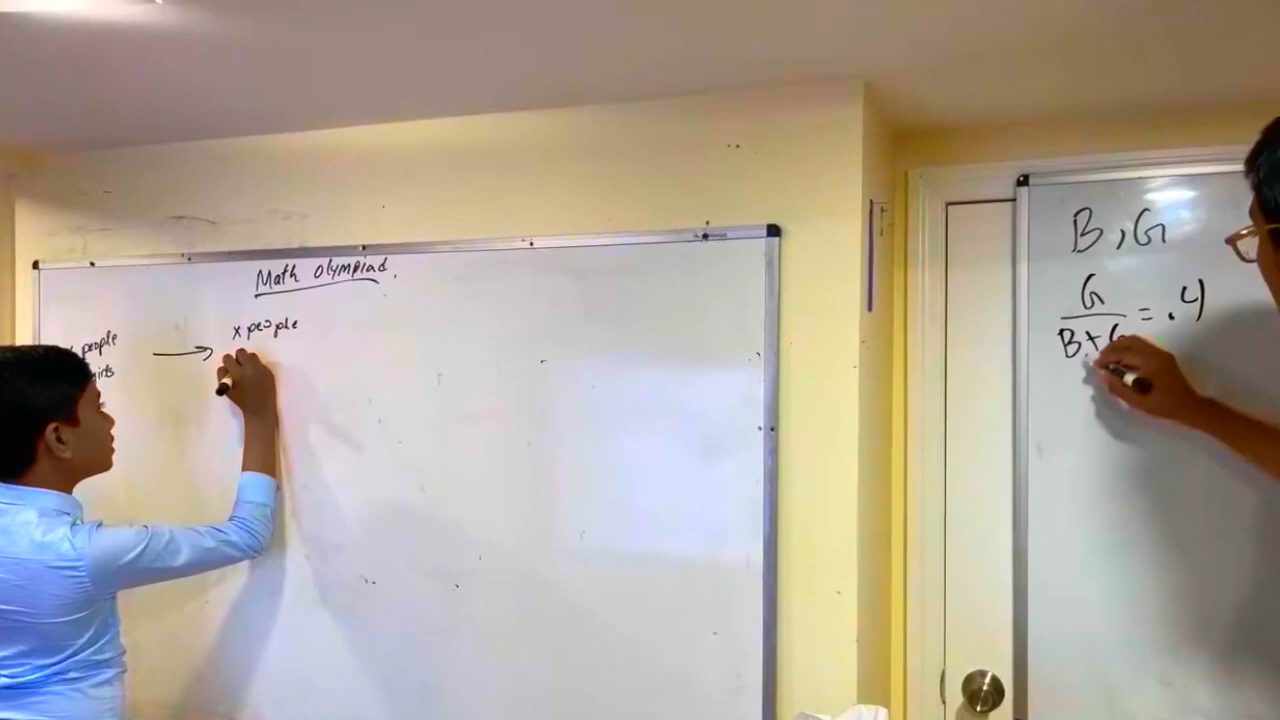 Math Olympiad.
people
x people
B, G
G
B+G
= .4